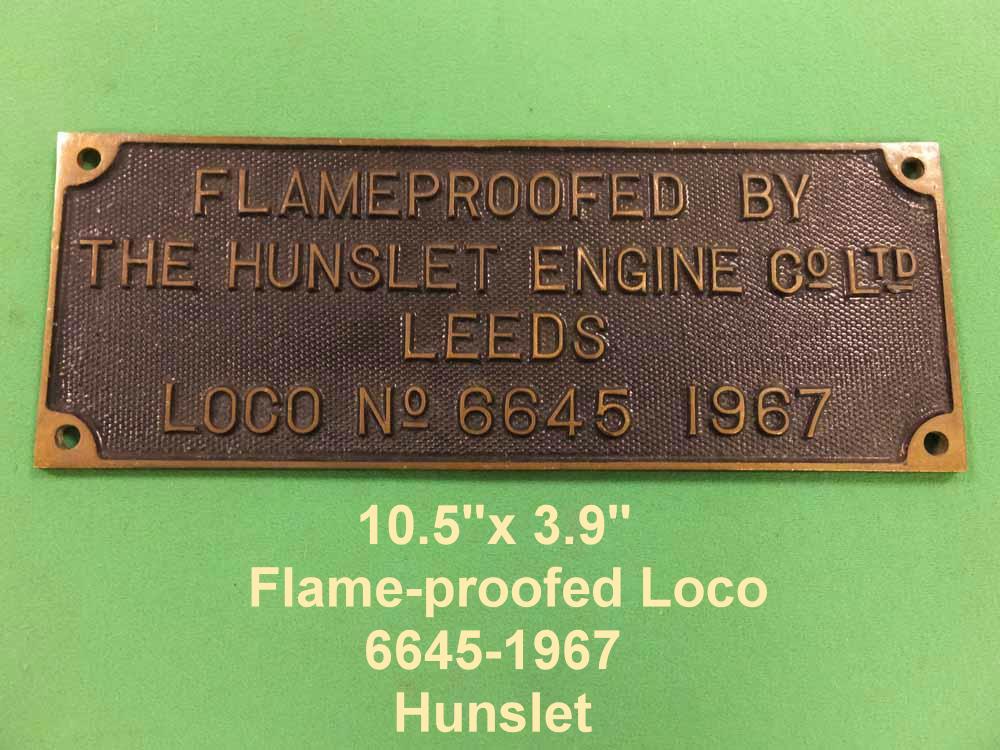 FLAMEPROOFED BY
THE HUNSLET ENGINE Cº LTD
LEEDS
LOCO Nº 6645 1967
10.5"x 3.9"
Flame-proofed Loco
6645-1967
Hunslet